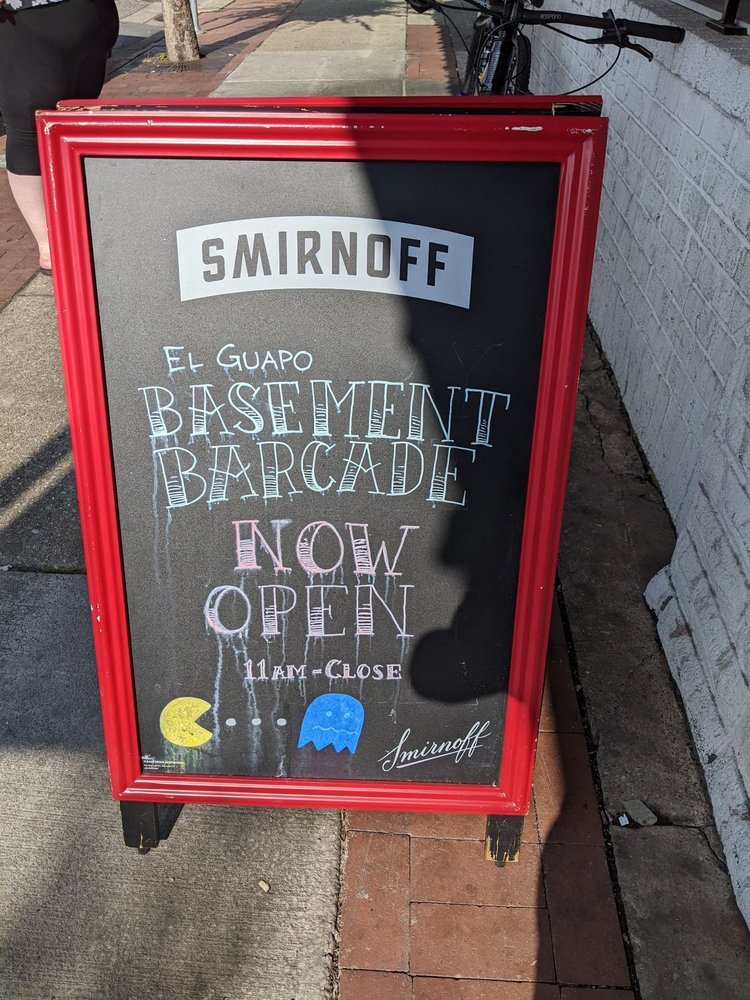 SMIRNOFF
EL GUAPO
BASEMENT
BARCADE
NOW
OPEN
11AM - CLOSE
Smirnoff